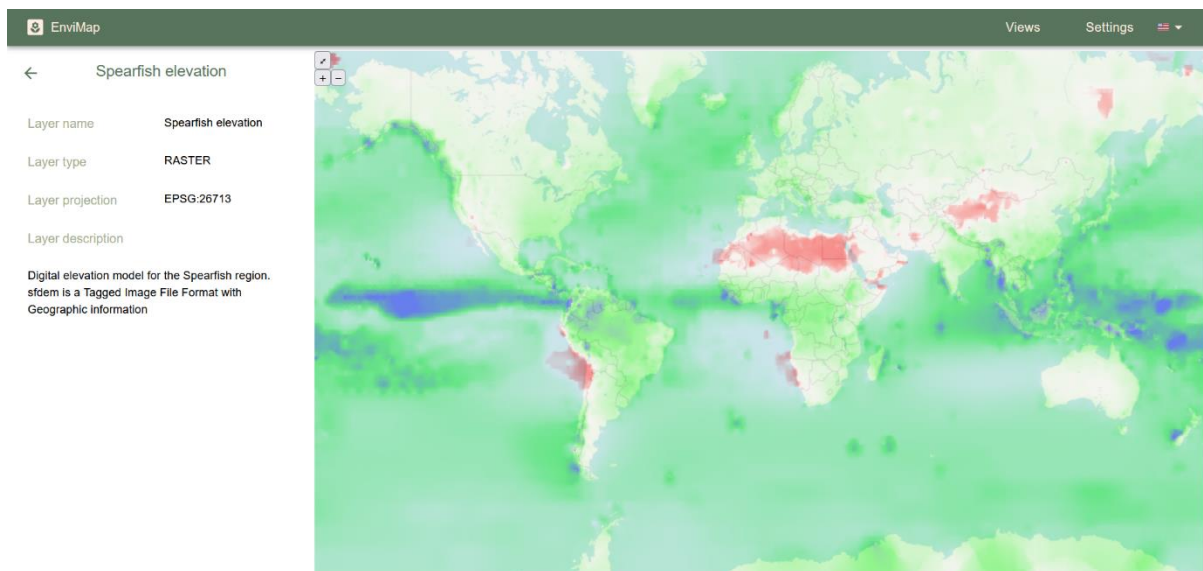 EnviMap
Views
Settings
Spearfish elevation
Layer name
Spearfish elevation
Layer type
RASTER
Layer projection
EPSG:26713
Layer description
Digital elevation model for the Spearfish region.
sfdem is a Tagged Image File Format with
Geographic information
+
−